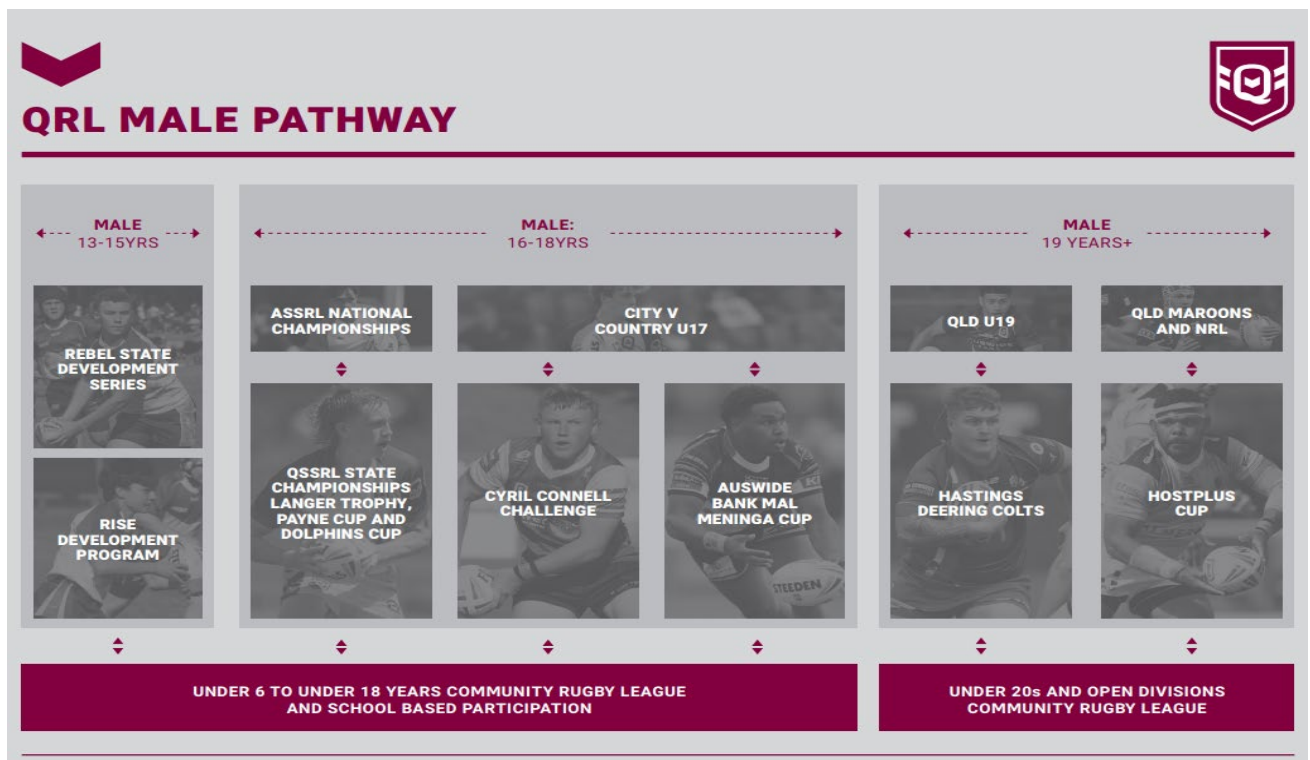 Q
QRL MALE PATHWAY
MALE
13-15YRS
REBEL STATE
DEVELOPMENT
SERIES
RISE
DEVELOPMENT
PROGRAM
MALE:
16-18YRS
ASSRL NATIONAL
CHAMPIONSHIPS
CITY V
COUNTRY U17
QSSRL STATE
CHAMPIONSHIPS
LANGER TROPHY,
PAYNE CUP AND
DOLPHINS CUP
CYRIL CONNELL
CHALLENGE
AUSWIDE
BANK MAL
MENINGA CUP
STEEDEN
MALE
19 YEARS+
QLD U19
QLD MAROONS
AND NRL
HASTINGS
DEERING COLTS
HOSTPLUS
CUP
UNDER 6 TO UNDER 18 YEARS COMMUNITY RUGBY LEAGUE
AND SCHOOL BASED PARTICIPATION
UNDER 20s AND OPEN DIVISIONS
COMMUNITY RUGBY LEAGUE